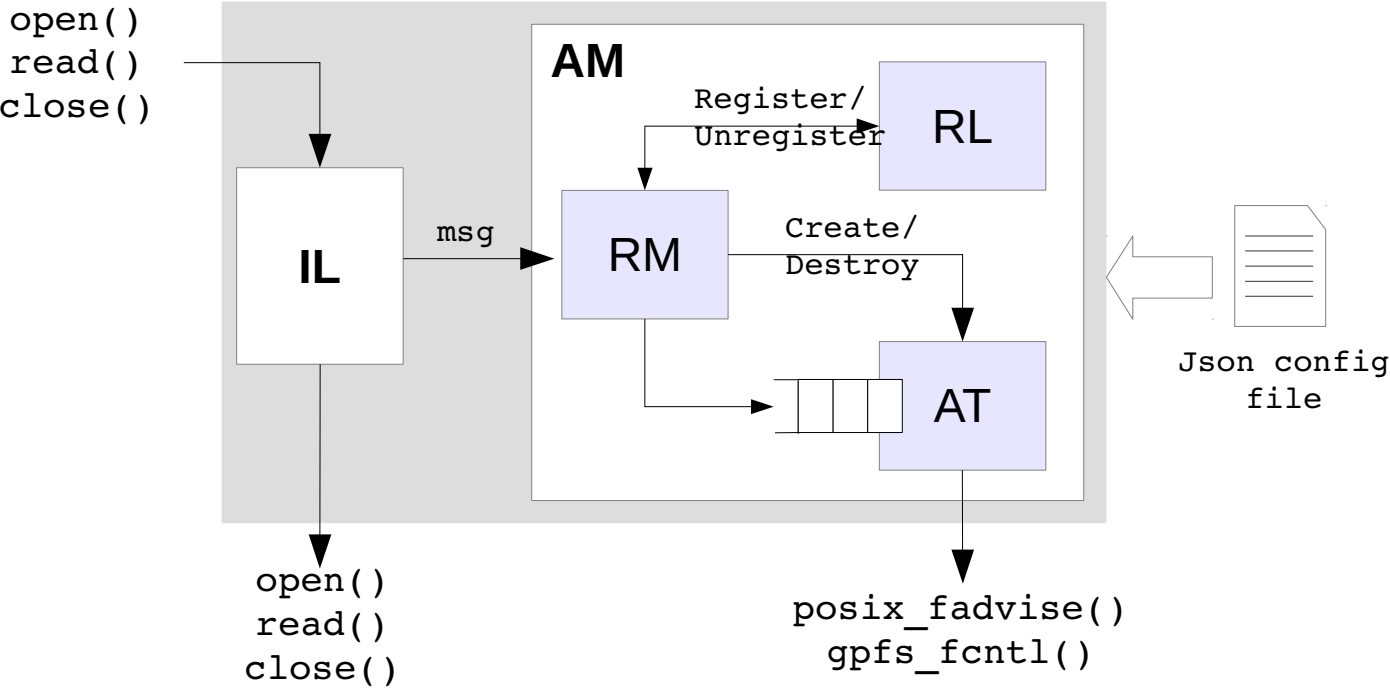 open()
read()
close()
AM
Register/
Unregister
RL
IL
msg
RM
Create/
Destroy
AT
Json config
file
open()
read()
close()
posix_fadvise()
gpfs_fcntl()